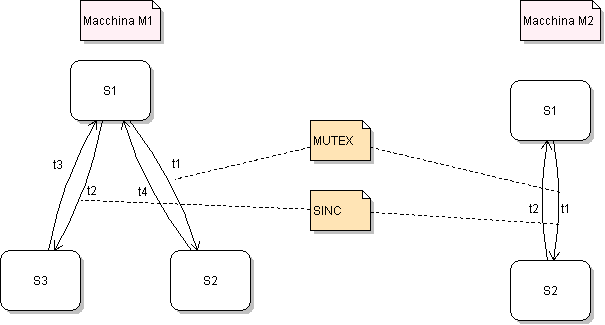 Macchina M1
Macchina M2
S1
S1
MUTEX
t3
t1
t2
t4
SINC
t2
t1
S3
S2
S2